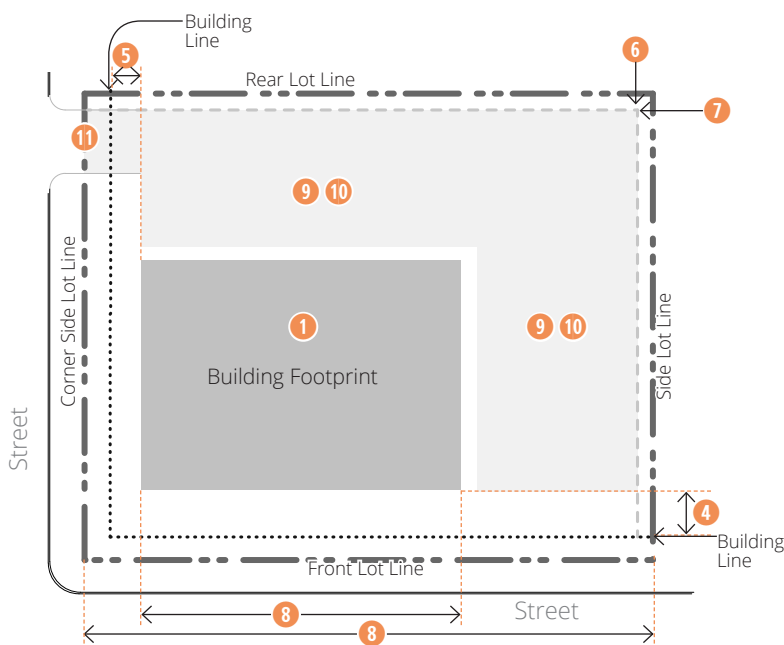 Building
Line
5
6
Rear Lot Line
7
11
9 10
1
9 10
Building Footprint
Corner Side Lot Line
Side Lot Line
Street
4
Building
Line
Front Lot Line
8
Street
8